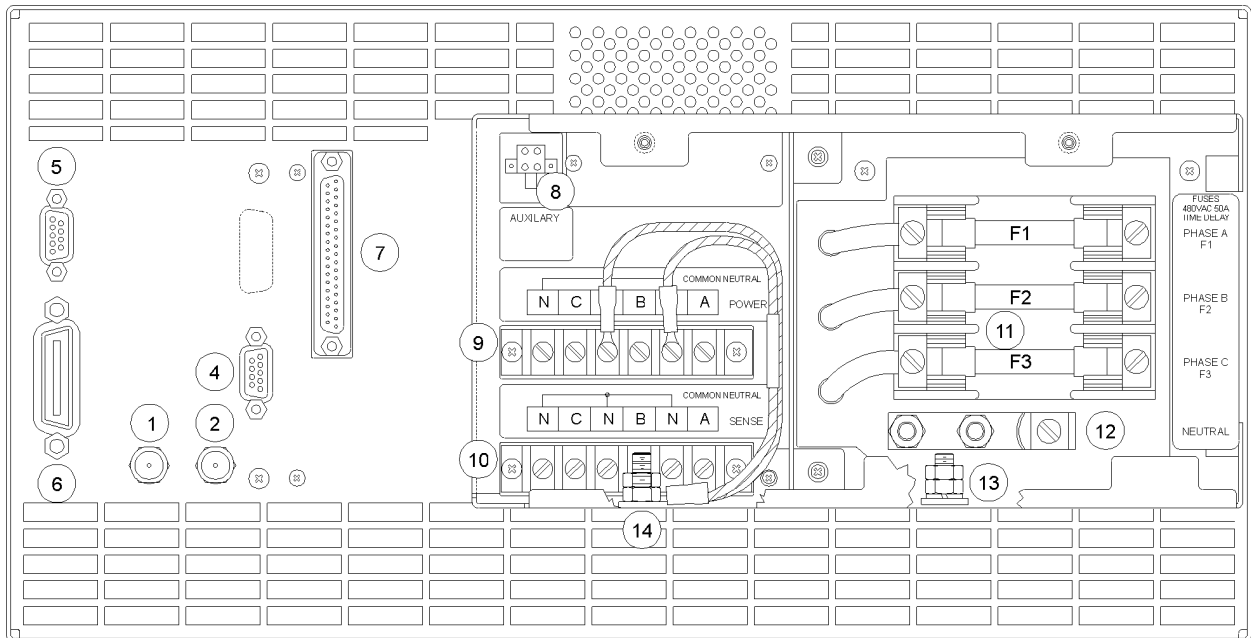 FUSES
480VAC 50A
TIME DELAY
PHASE A
F1
PHASE B
F2
PHASE C
F3
NEUTRAL
5
8
AUXILARY
F1
7
COMMON NEUTRAL
N C B A POWER
F2
11
9
4
F3
COMMON NEUTRAL
N C N B N A SENSE
1 2
12
10
6
13
14